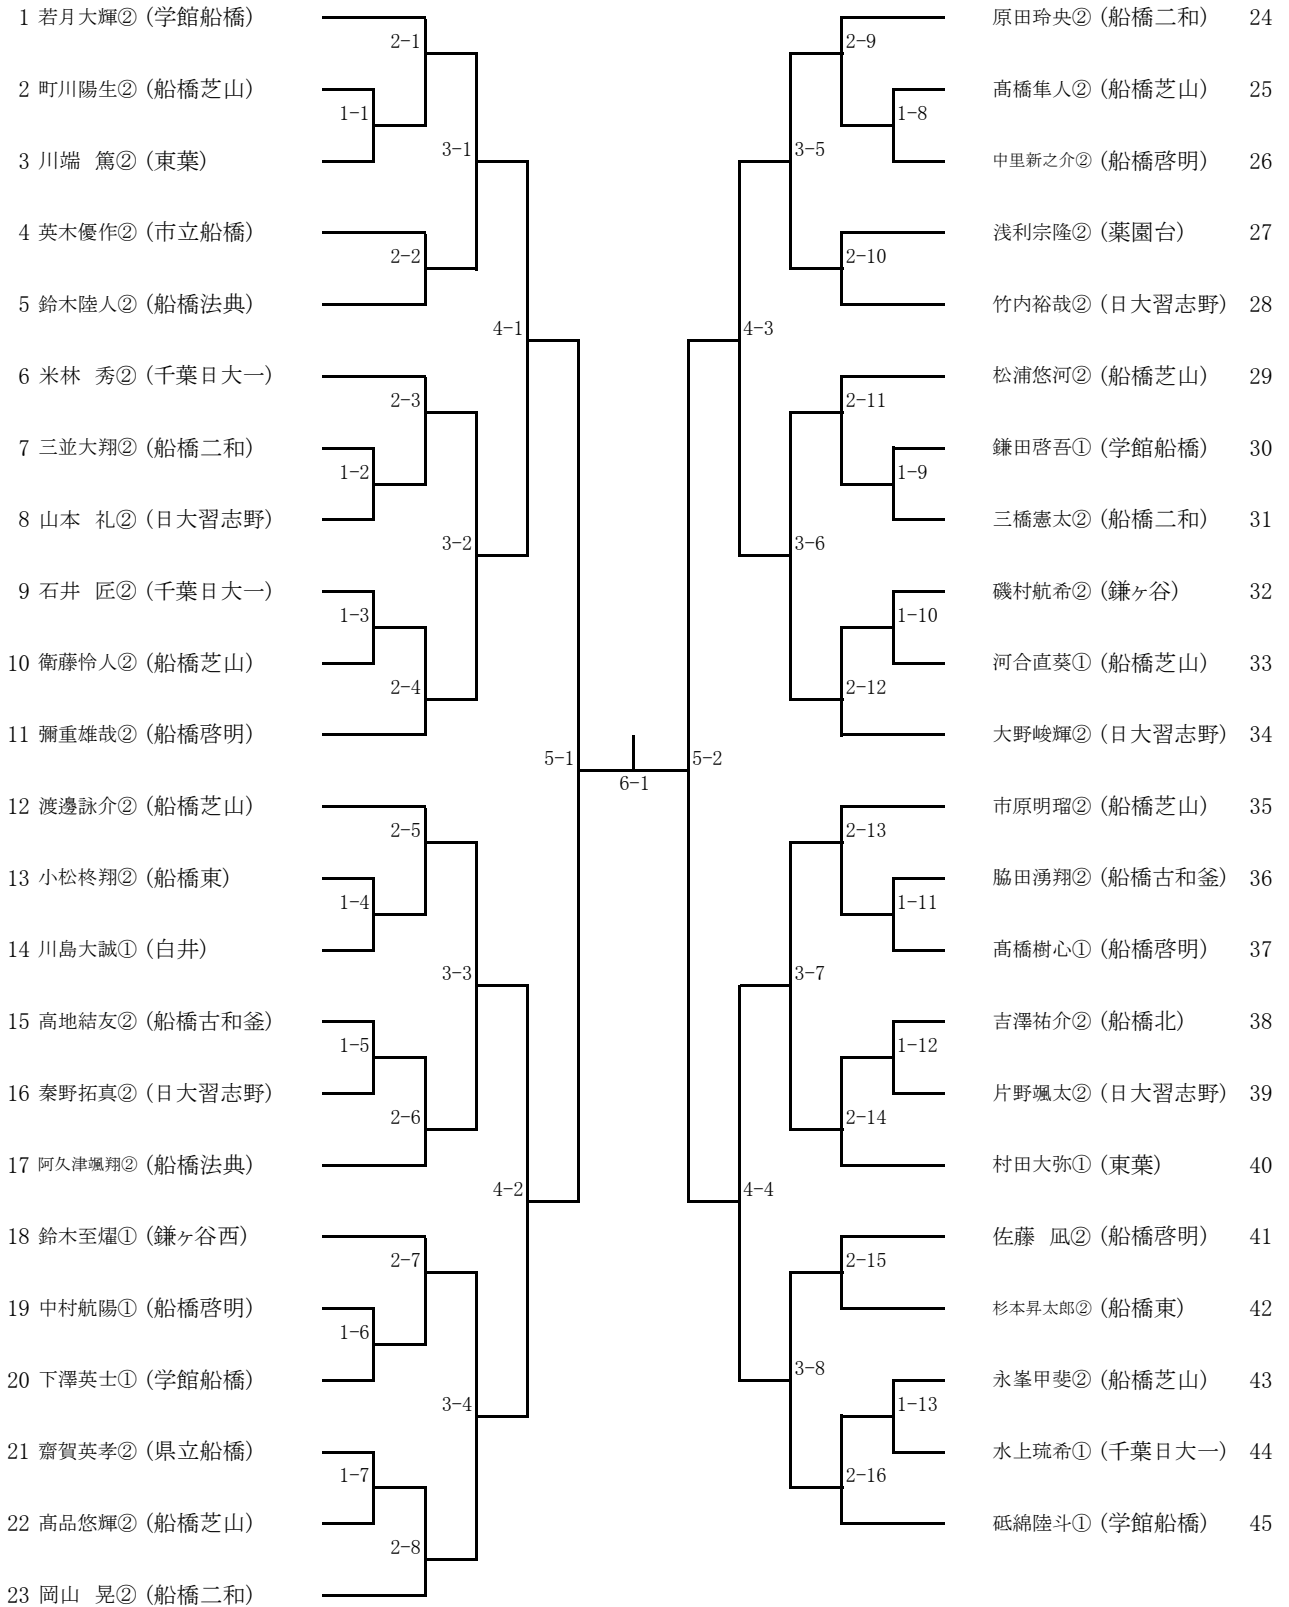 1 若月大輝② (学館船橋)
2 町川陽生② (船橋芝山)
3 川端 篤② (東葉)
4 英木優作② (市立船橋)
5 鈴木陸人② (船橋法典)
6 米林 秀② (千葉日大一)
7 三並大翔② (船橋二和)
8 山本 礼② (日大習志野)
9 石井 匠② (千葉日大一)
10 衛藤怜人② (船橋芝山)
11 彌重雄哉② (船橋啓明)
12 渡邊詠介② (船橋芝山)
13 小松柊翔② (船橋東)
14 川島大誠① (白井)
15 高地結友② (船橋古和釜)
16 秦野拓真② (日大習志野)
17 阿久津颯翔② (船橋法典)
18 鈴木至燿① (鎌ヶ谷西)
19 中村航陽① (船橋啓明)
20 下澤英士① (学館船橋)
21 齋賀英孝② (県立船橋)
22 髙品悠輝② (船橋芝山)
23 岡山 晃② (船橋二和)
2-1
1-1
3-1
2-2
4-1
2-3
1-2
3-2
1-3
2-4
5-1
2-5
1-4
3-3
1-5
2-6
4-2
2-7
1-6
3-4
1-7
2-8
6-1
2-9
1-8
3-5
2-10
4-3
2-11
1-9
3-6
1-10
2-12
5-2
2-13
1-11
3-7
1-12
2-14
4-4
2-15
3-8
1-13
2-16
原田玲央② (船橋二和) 24
髙橋隼人② (船橋芝山) 25
中里新之介② (船橋啓明) 26
浅利宗隆② (薬園台) 27
竹内裕哉② (日大習志野) 28
松浦悠河② (船橋芝山) 29
鎌田啓吾① (学館船橋) 30
三橋憲太② (船橋二和) 31
磯村航希② (鎌ヶ谷) 32
河合直葵① (船橋芝山) 33
大野峻輝② (日大習志野) 34
市原明瑠② (船橋芝山) 35
脇田湧翔② (船橋古和釜) 36
髙橋樹心① (船橋啓明) 37
吉澤祐介② (船橋北) 38
片野颯太② (日大習志野) 39
村田大弥① (東葉) 40
佐藤 凪② (船橋啓明) 41
杉本昇太郎② (船橋東) 42
永峯甲斐② (船橋芝山) 43
水上琉希① (千葉日大一) 44
砥綿陸斗① (学館船橋) 45